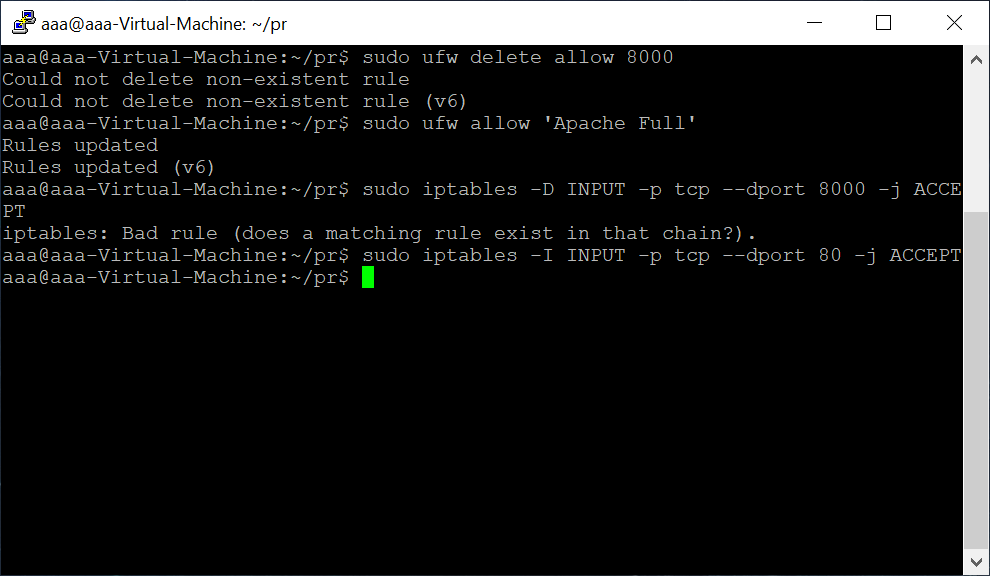 aaa@aaa-Virtual-Machine: ~/pr
aaa@aaa-Virtual-Machine:~/pr$ sudo ufw delete allow 8000
Could not delete non-existent rule
Could not delete non-existent rule (v6)
aaa@aaa-Virtual-Machine:~/pr$ sudo ufw allow 'Apache Full'
Rules updated
Rules updated (v6)
aaa@aaa-Virtual-Machine:~/pr$ sudo iptables -D INPUT -p tcp --dport 8000 -j ACCE
PT
iptables: Bad rule (does a matching rule exist in that chain?).
aaa@aaa-Virtual-Machine:~/pr$ sudo iptables -I INPUT -p tcp --dport 80 -j ACCEPT
aaa@aaa-Virtual-Machine:~/pr$